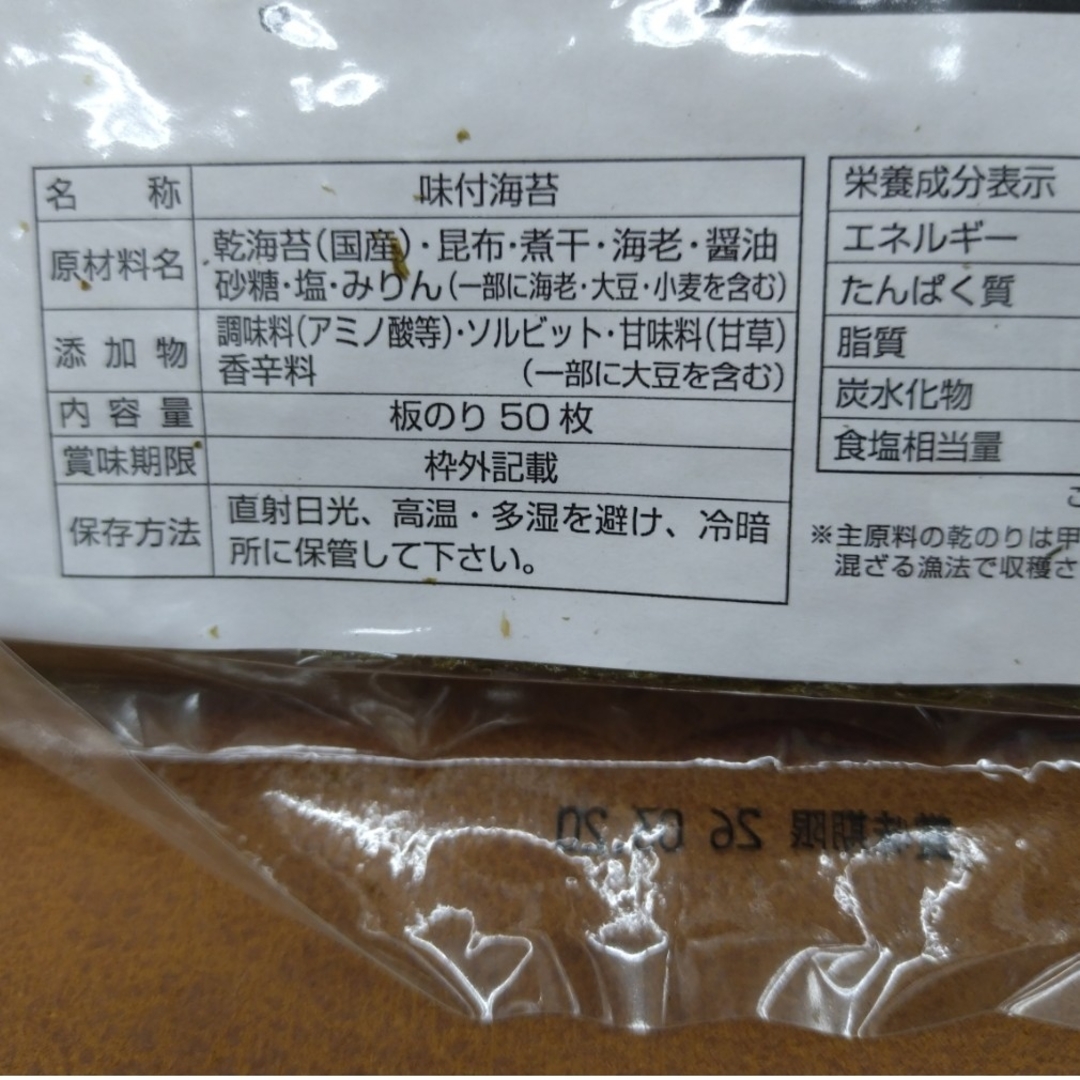 名称 味付海苔
原材料名 乾海苔(国産)・昆布・煮干・海老・醤油
砂糖・塩・みりん(一部に海老・大豆・小麦を含む)
添加物 調味料(アミノ酸等)・ソルビット・甘味料(甘草)
香辛料 (一部に大豆を含む)
内容量 板のり 50 枚
賞味期限 枠外記載
保存方法 直射日光、高温・多湿を避け、冷暗
所に保管して下さい。
栄養成分表示
エネルギー
たんぱく質
脂質
炭水化物
食塩相当量
こ
※主原料の乾のりは甲
混ざる漁法で収穫さ
賞味期限 26